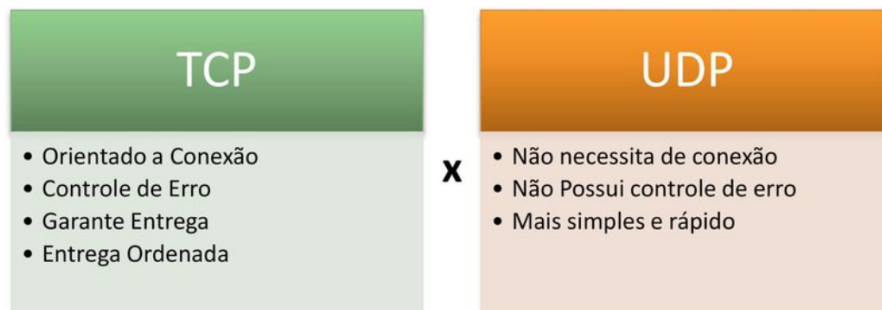 TCP
• Orientado a Conexão
• Controle de Erro
• Garante Entrega
• Entrega Ordenada
x
UDP
• Não necessita de conexão
• Não Possui controle de erro
• Mais simples e rápido